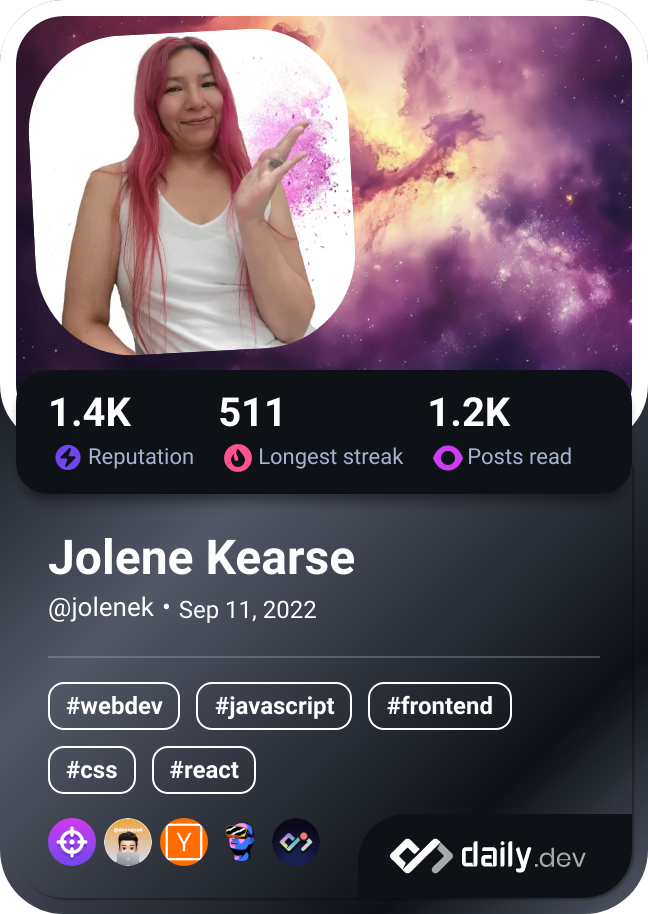 1.4K 511 1.2K
Reputation Longest streak Posts read
Jolene Kearse
@jolenek • Sep 11, 2022
#webdev #javascript #frontend
#css #react
Y
daily.dev